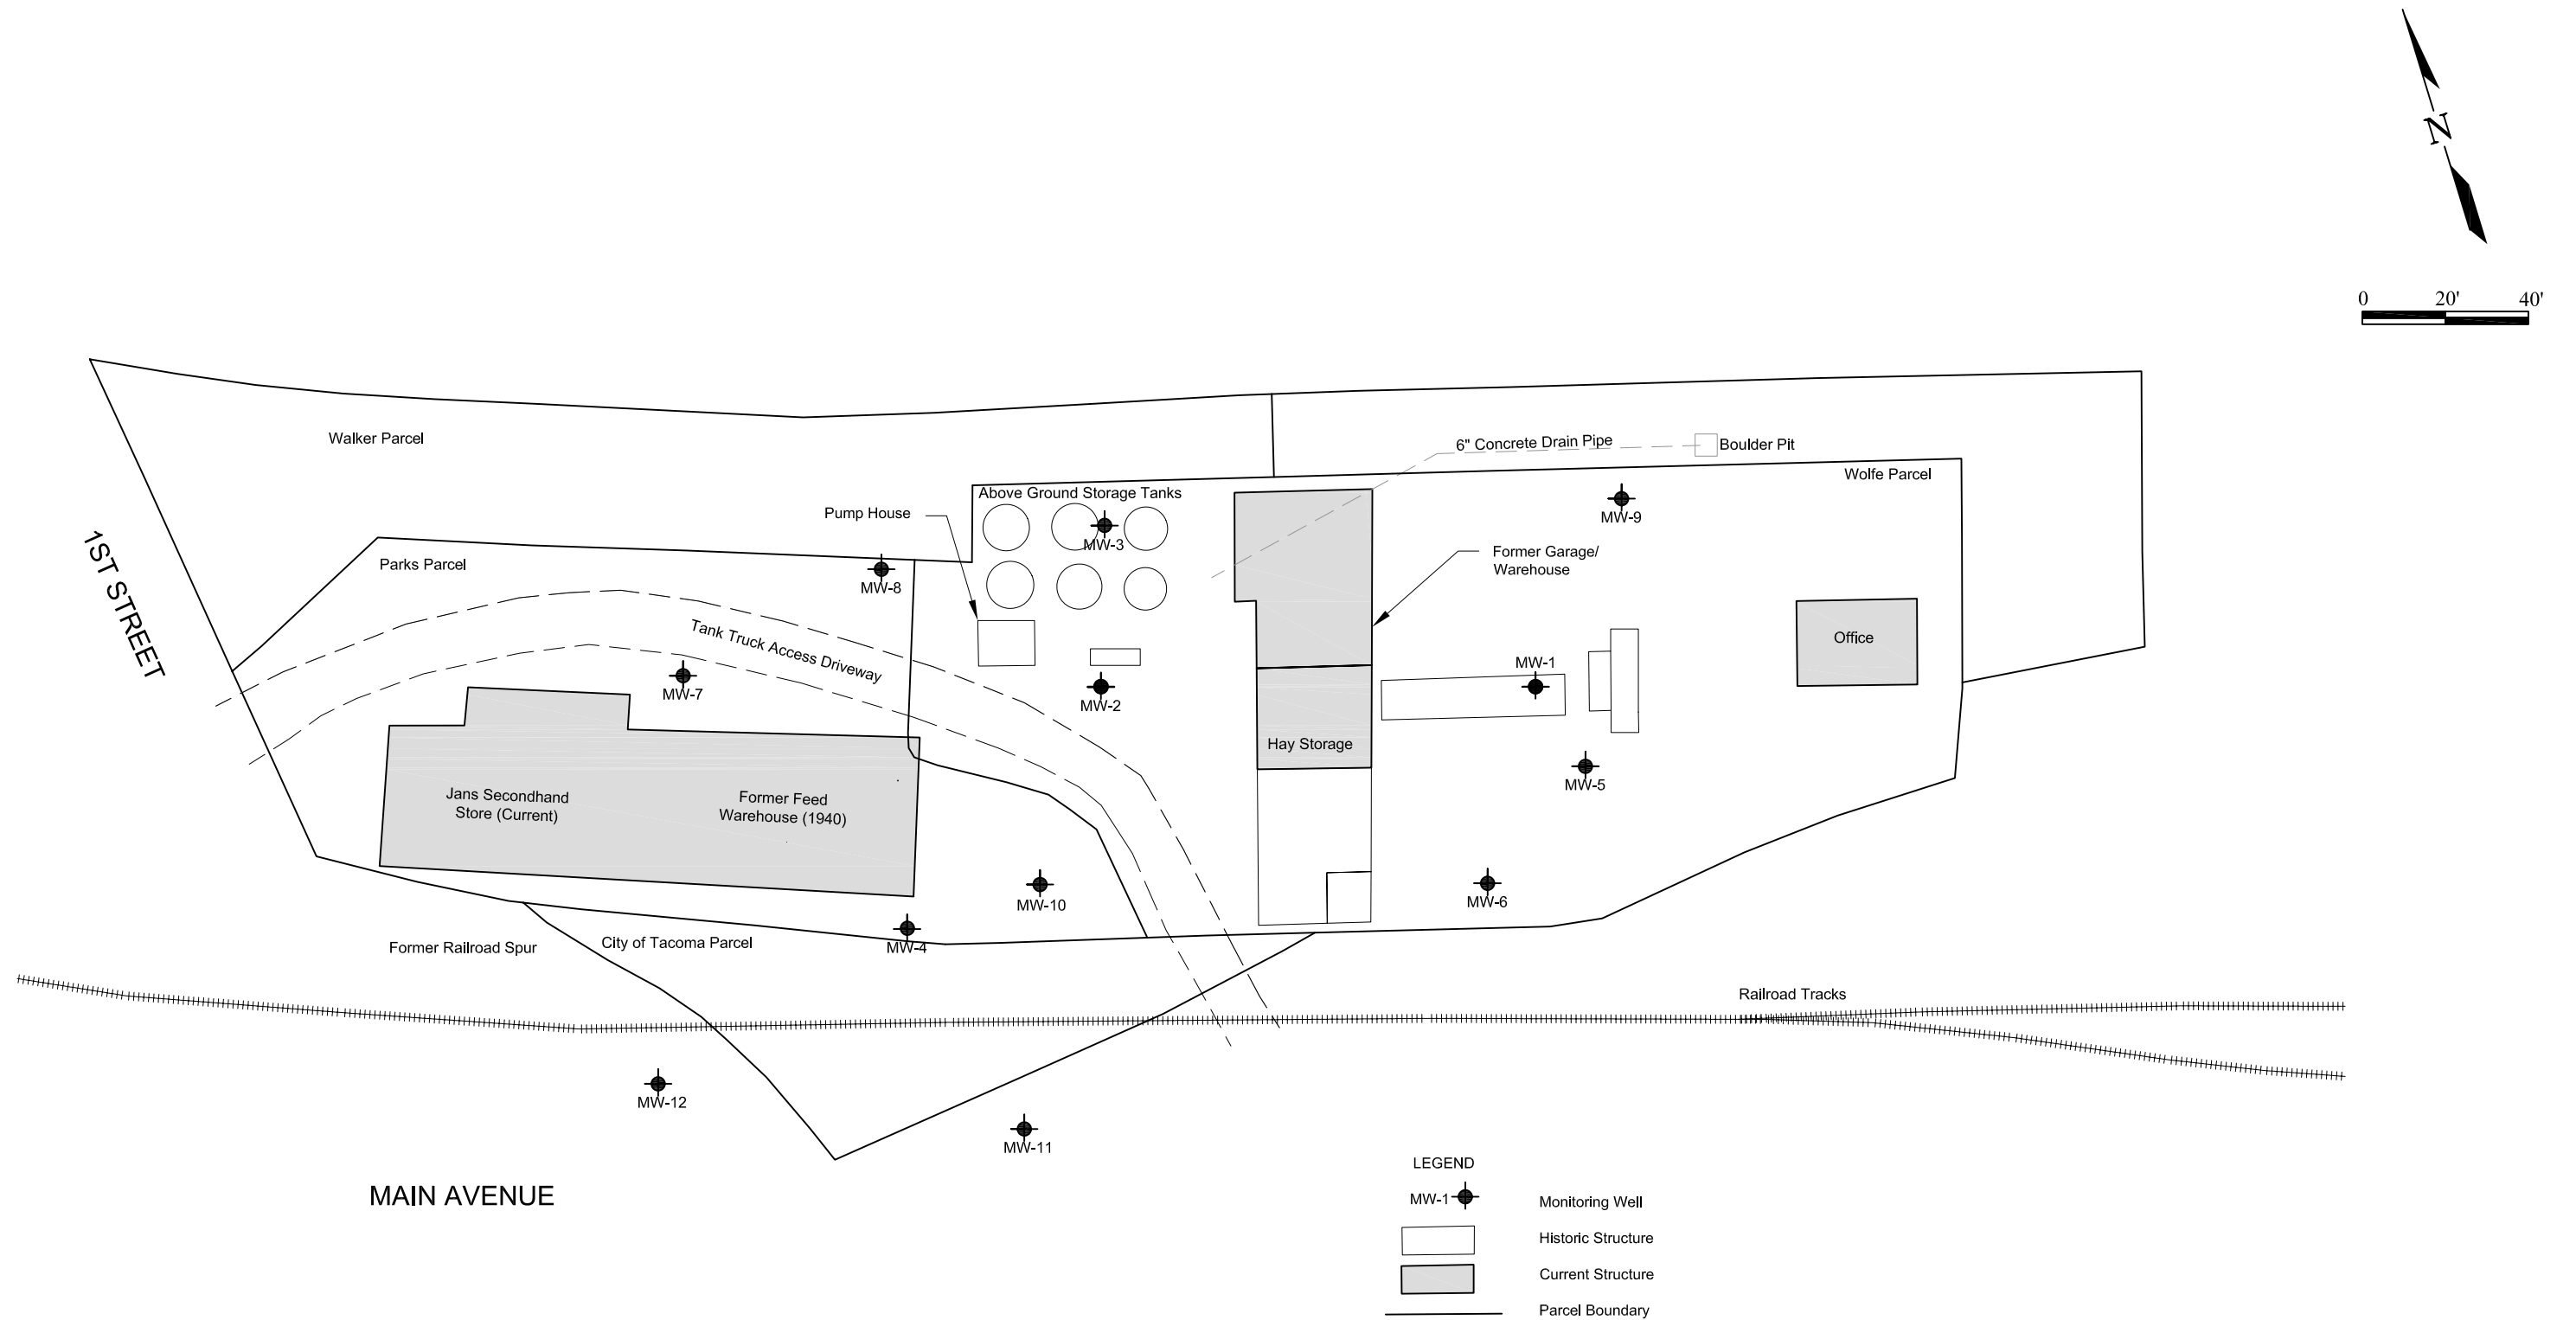 N
0 20' 40'
Walker Parcel
6" Concrete Drain Pipe
Boulder Pit
Wolfe Parcel
Above Ground Storage Tanks
Pump House
MW-9
MW-3
1ST STREET
Parks Parcel
MW-8
Former Garage/
Warehouse
Tank Truck Access Driveway
Office
MW-1
MW-7
MW-2
Hay Storage
MW-5
Jans Secondhand
Store (Current)
Former Feed
Warehouse (1940)
MW-10
MW-6
Former Railroad Spur
City of Tacoma Parcel
MW-4
Railroad Tracks
MW-12
MW-11
MAIN AVENUE
LEGEND
MW-1
Monitoring Well
Historic Structure
Current Structure
Parcel Boundary